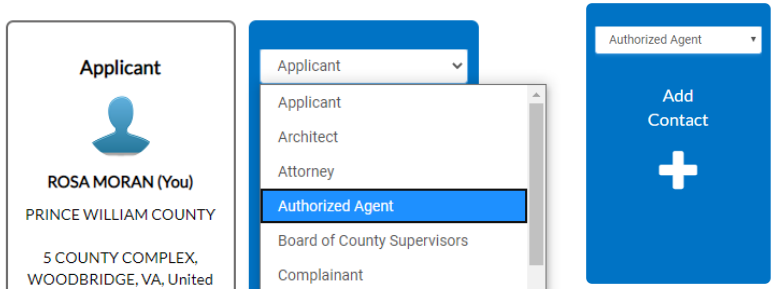 Applicant
ROSA MORAN (You)
PRINCE WILLIAM COUNTY
5 COUNTY COMPLEX,
WOODBRIDGE, VA, United
Applicant
Applicant
Architect
Attorney
Authorized Agent
Board of County Supervisors
Complainant
Authorized Agent
Add
Contact